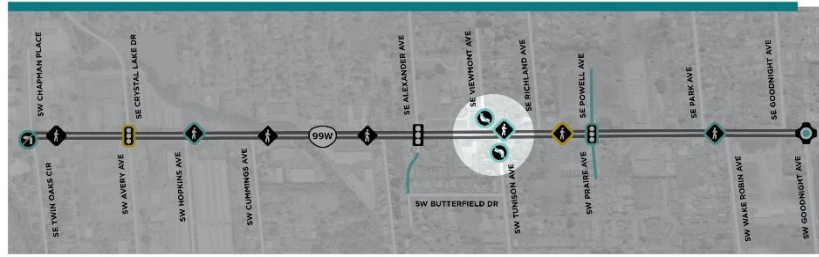 SW CHAPMAN PLACE
SE TWIN OAKS CIR
SE CRYSTAL LAKE DR
SW AVERY AVE
SW HOPKINS AVE
SW CUMMINGS AVE
99W
SE ALEXANDER AVE
SW BUTTERFIELD DR
SE VIEWMONT AVE
SE RICHLAND AVE
SW TUNISON AVE
SE POWELL AVE
SW PRAIRE AVE
SE PARK AVE
SW WAKE ROBIN AVE
SE GOODNIGHT AVE
SW GOODNIGHT AVE